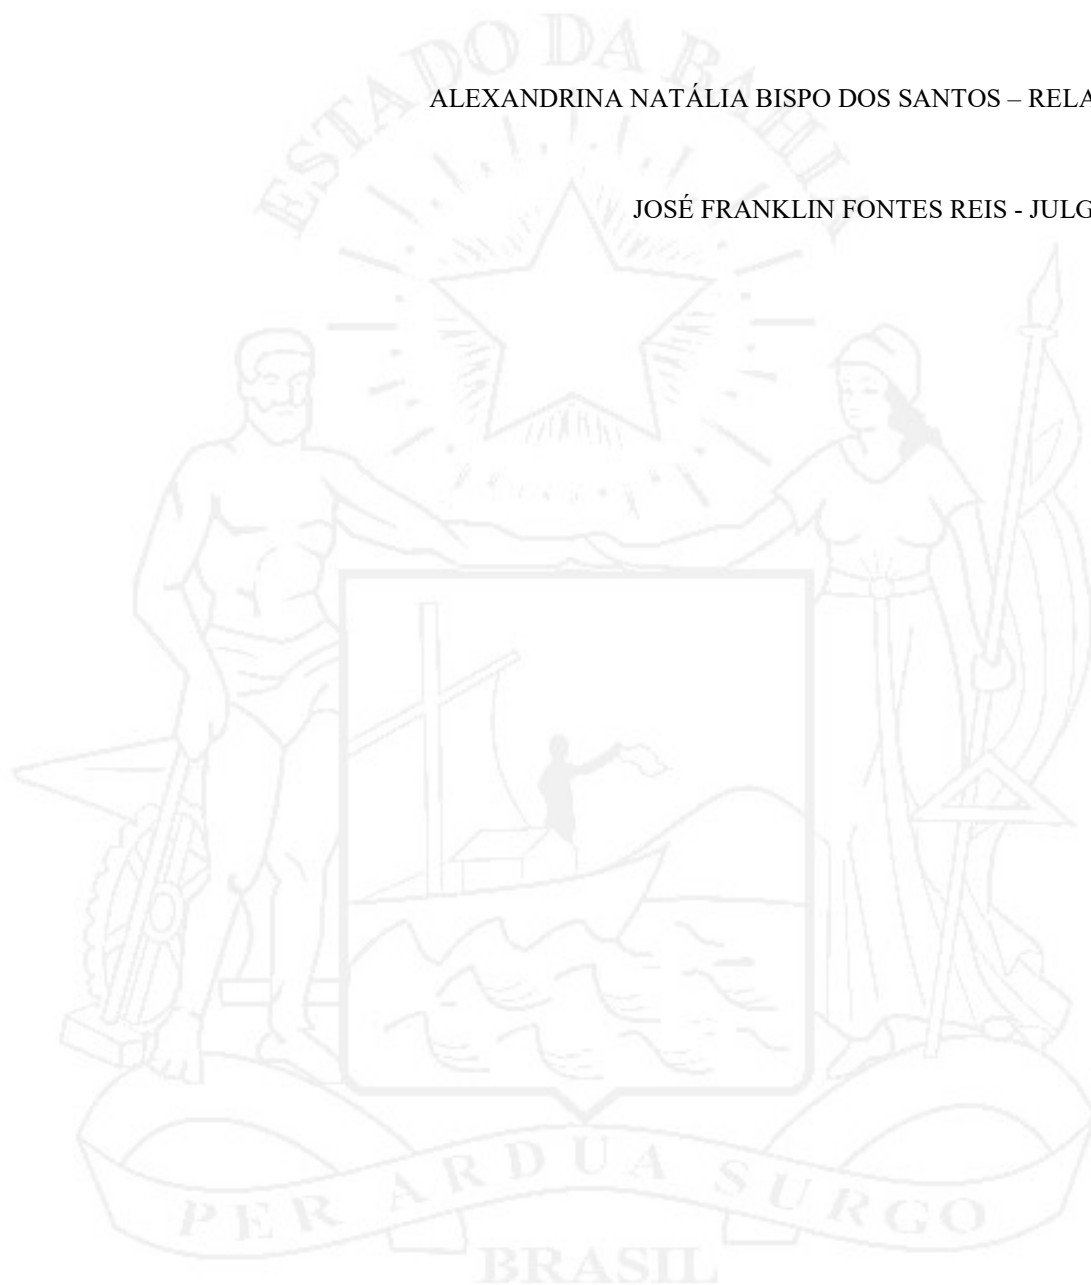 ESTADO DA BAHIA
ALEXANDRINA NATÁLIA BISPO DOS SANTOS – RELA
JOSÉ FRANKLIN FONTES REIS - JULG
PER ARDUA SURGO
BRASIL